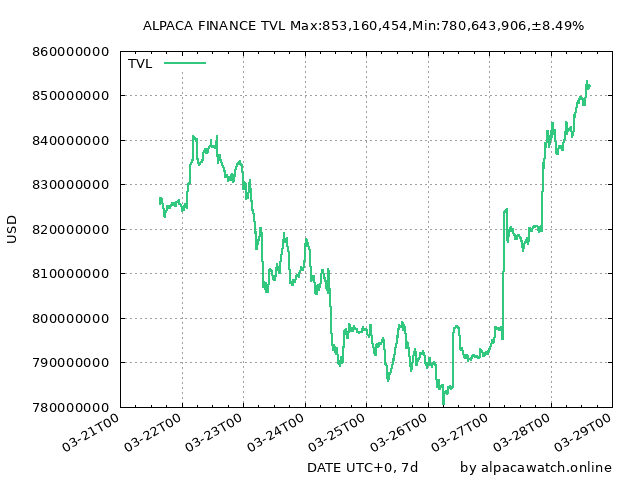 ALPACA FINANCE TVL Max:853,160,454,Min:780,643,906,±8.49%
860000000
TVL
850000000
840000000
830000000
820000000
USD
810000000
800000000
790000000
780000000
03-21T00 03-22T00 03-23T00 03-24T00 03-25T00 03-26T00 03-27T00 03-28T00 03-29T00
DATE UTC+0, 7d by alpacawatch.online